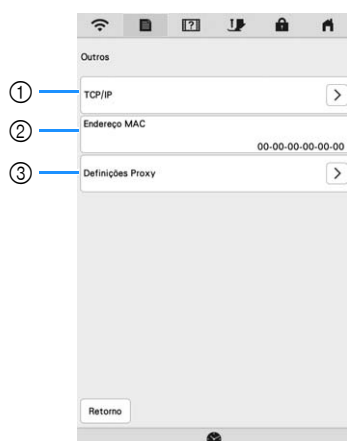 Outros
① TCP/IP
② Endereço MAC
00-00-00-00-00-00
③ Definições Proxy
Retorno